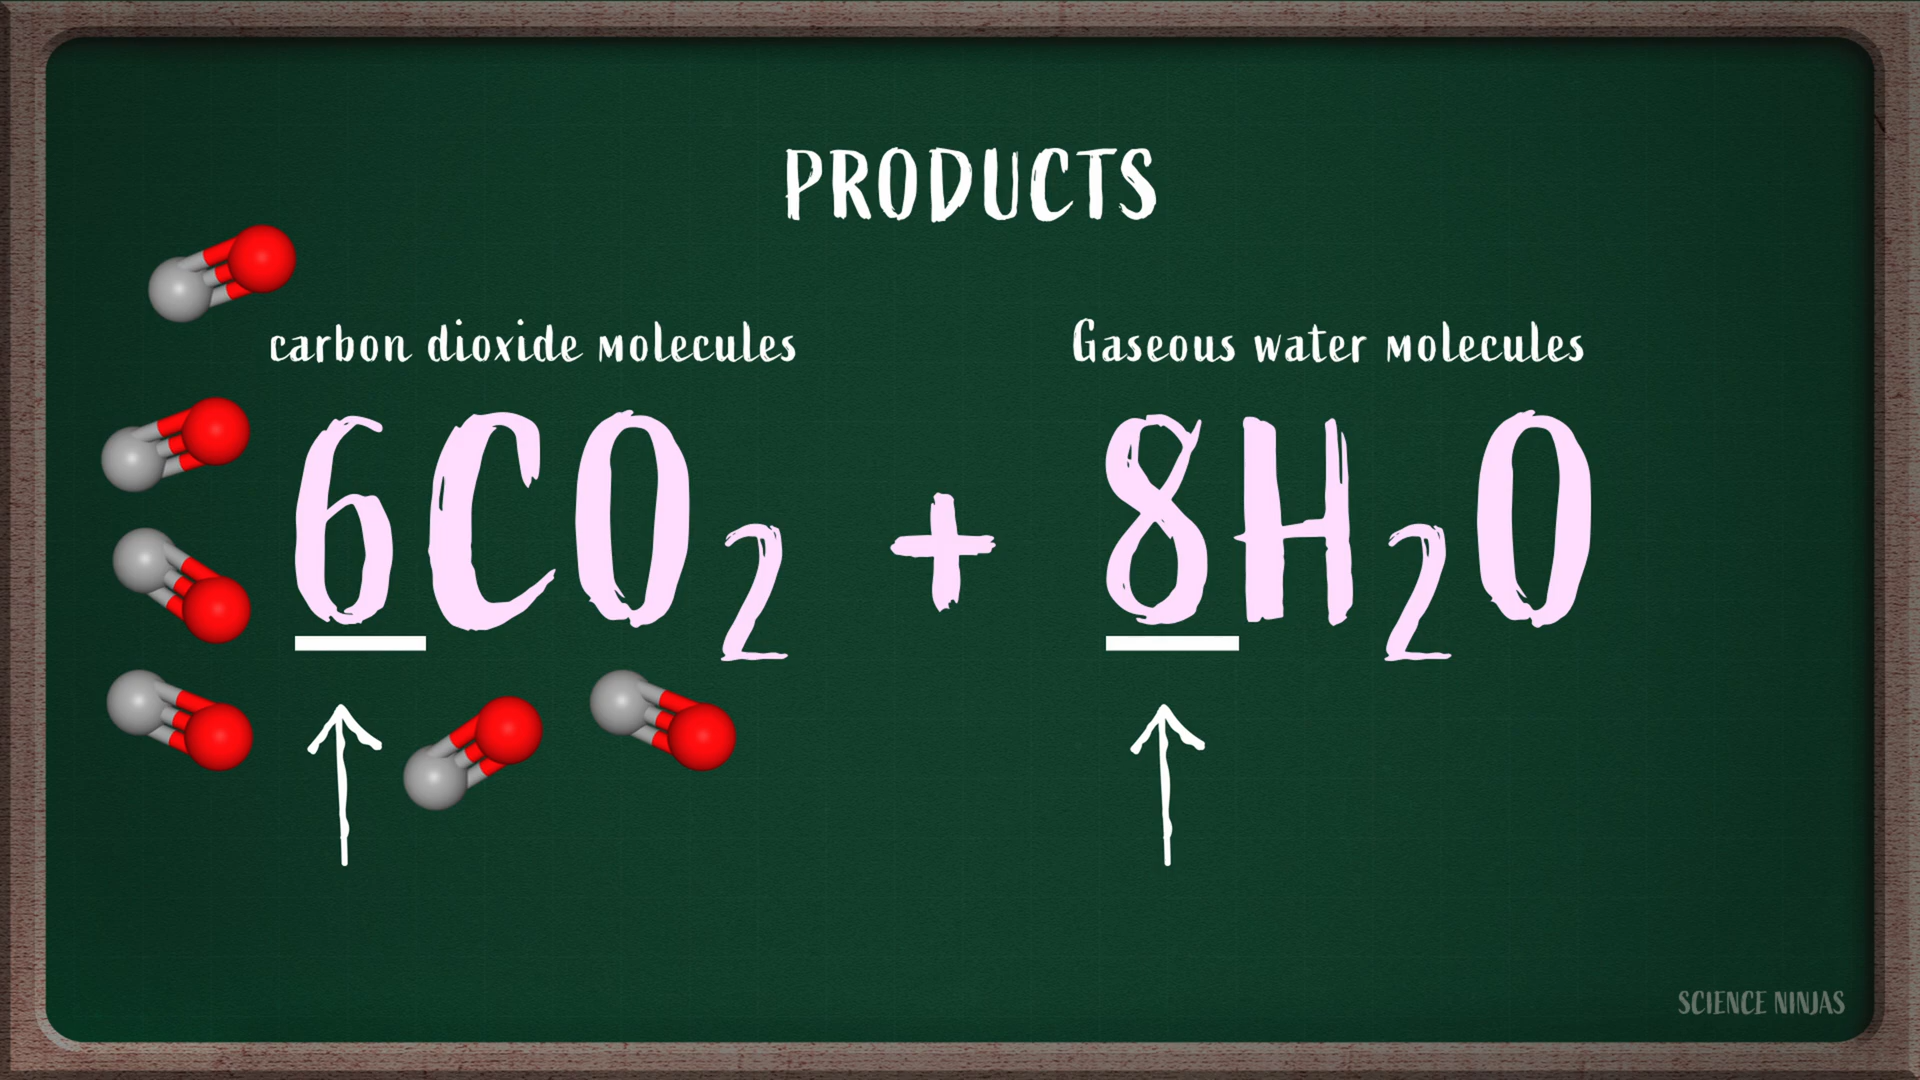 PRODUCTS
carbon dioxide molecules
Gaseous water molecules
6CO₂ + 8H₂O
SCIENCE NINJAS